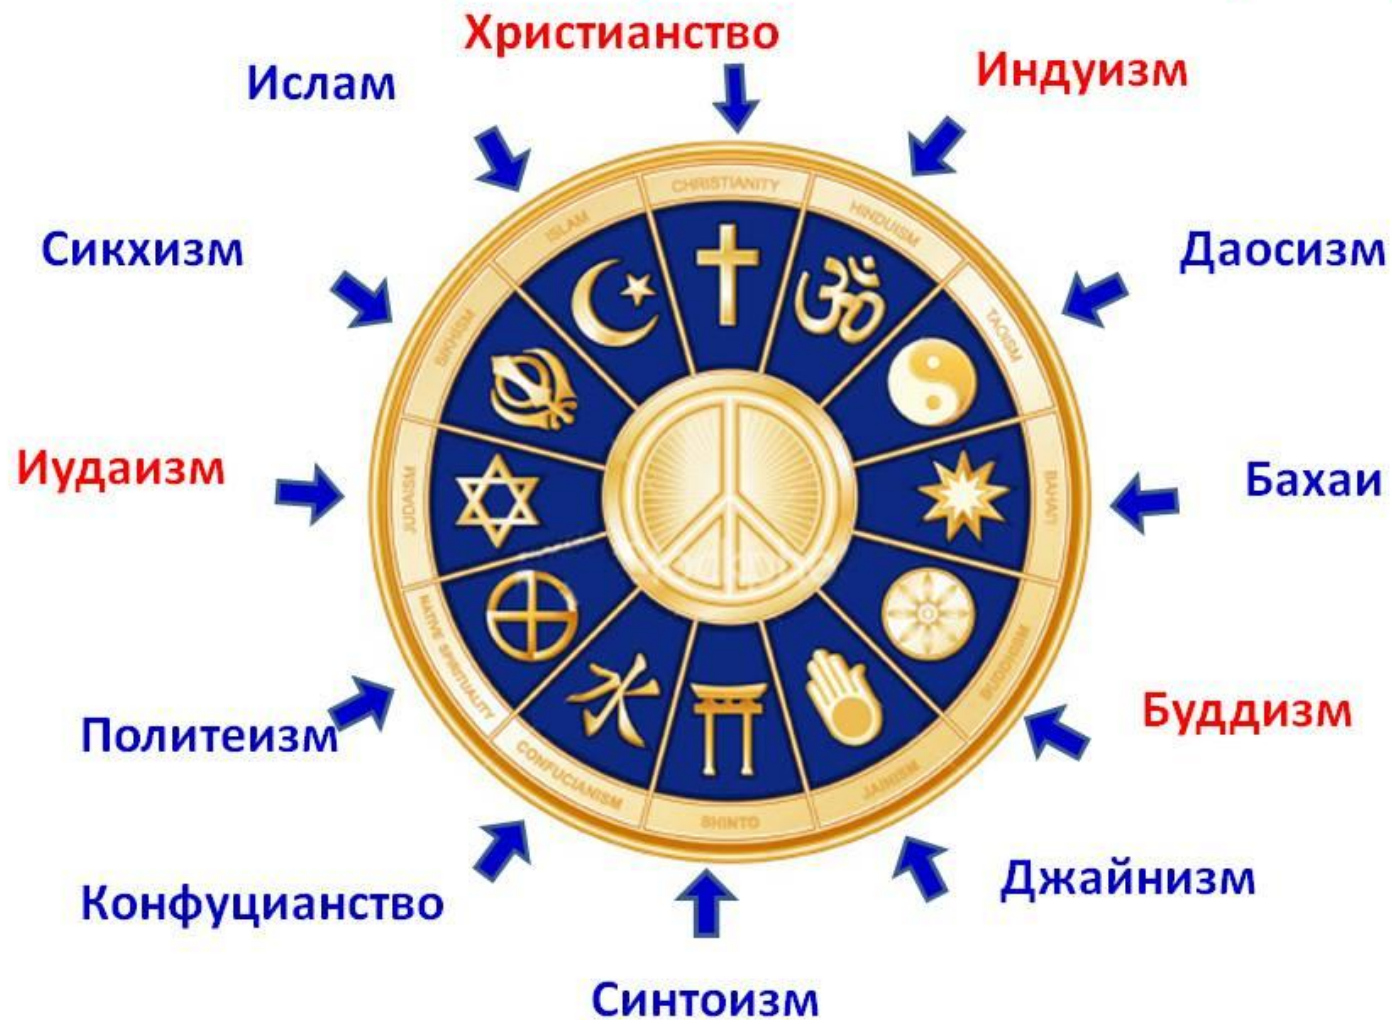 Христианство
Индуизм
Ислам
Даосизм
Сикхизм
Бахаи
Иудаизм
Буддизм
Политеизм
Джайнизм
Конфуцианство
Синтоизм
CHRISTIANITY
HINDUISM
TAOISM
BAHA'I
BUDDHISM
JAINISM
SHINTO
CONFUCIANISM
NATIVE SPIRITUALITY
JUDAISM
SIKHISM
ISLAM